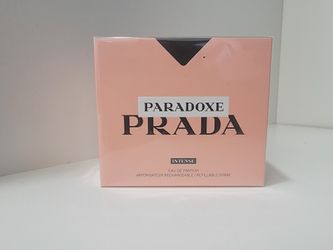 PARADOXE
PRADA
INTENSE
EAU DE PARFUM
VAPORISATEUR RECHARGEABLE / REFILLABLE SPRAY